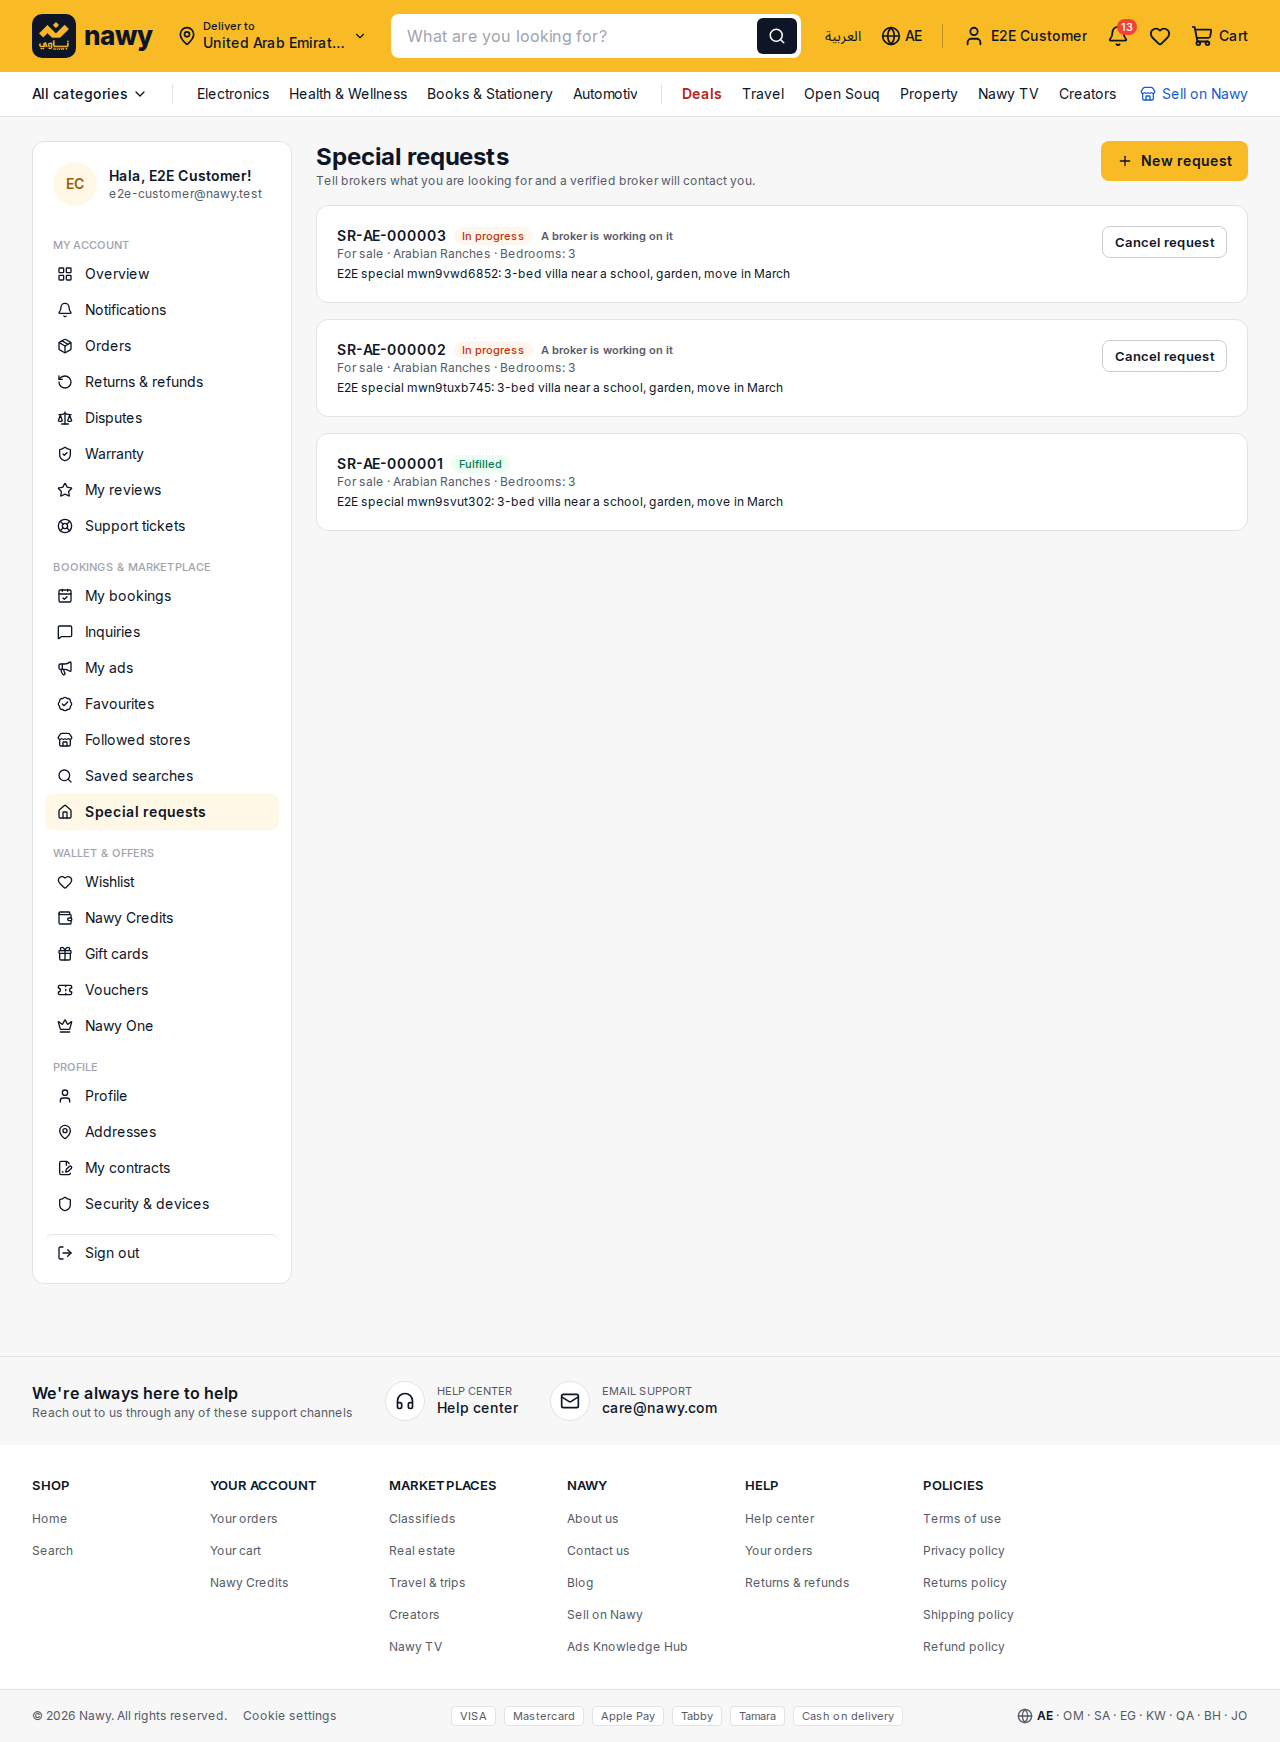 ناوي
NAWY
nawy
Deliver to
United Arab Emirat...
What are you looking for?
العربية
AE
E2E Customer
13
Cart
All categories
Electronics
Health & Wellness
Books & Stationery
Automotiv
Deals
Travel
Open Souq
Property
Nawy TV
Creators
Sell on Nawy
EC
Hala, E2E Customer!
e2e-customer@nawy.test
MY ACCOUNT
Overview
Notifications
Orders
Returns & refunds
Disputes
Warranty
My reviews
Support tickets
BOOKINGS & MARKETPLACE
My bookings
Inquiries
My ads
Favourites
Followed stores
Saved searches
Special requests
WALLET & OFFERS
Wishlist
Nawy Credits
Gift cards
Vouchers
Nawy One
PROFILE
Profile
Addresses
My contracts
Security & devices
Sign out
Special requests
Tell brokers what you are looking for and a verified broker will contact you.
New request
SR-AE-000003 In progress A broker is working on it
For sale · Arabian Ranches · Bedrooms: 3
E2E special mwn9vwd6852: 3-bed villa near a school, garden, move in March
Cancel request
SR-AE-000002 In progress A broker is working on it
For sale · Arabian Ranches · Bedrooms: 3
E2E special mwn9tuxb745: 3-bed villa near a school, garden, move in March
Cancel request
SR-AE-000001 Fulfilled
For sale · Arabian Ranches · Bedrooms: 3
E2E special mwn9svut302: 3-bed villa near a school, garden, move in March
We're always here to help
Reach out to us through any of these support channels
HELP CENTER
Help center
EMAIL SUPPORT
care@nawy.com
SHOP
Home
Search
YOUR ACCOUNT
Your orders
Your cart
Nawy Credits
MARKETPLACES
Classifieds
Real estate
Travel & trips
Creators
Nawy TV
NAWY
About us
Contact us
Blog
Sell on Nawy
Ads Knowledge Hub
HELP
Help center
Your orders
Returns & refunds
POLICIES
Terms of use
Privacy policy
Returns policy
Shipping policy
Refund policy
© 2026 Nawy. All rights reserved.
Cookie settings
VISA
Mastercard
Apple Pay
Tabby
Tamara
Cash on delivery
AE · OM · SA · EG · KW · QA · BH · JO